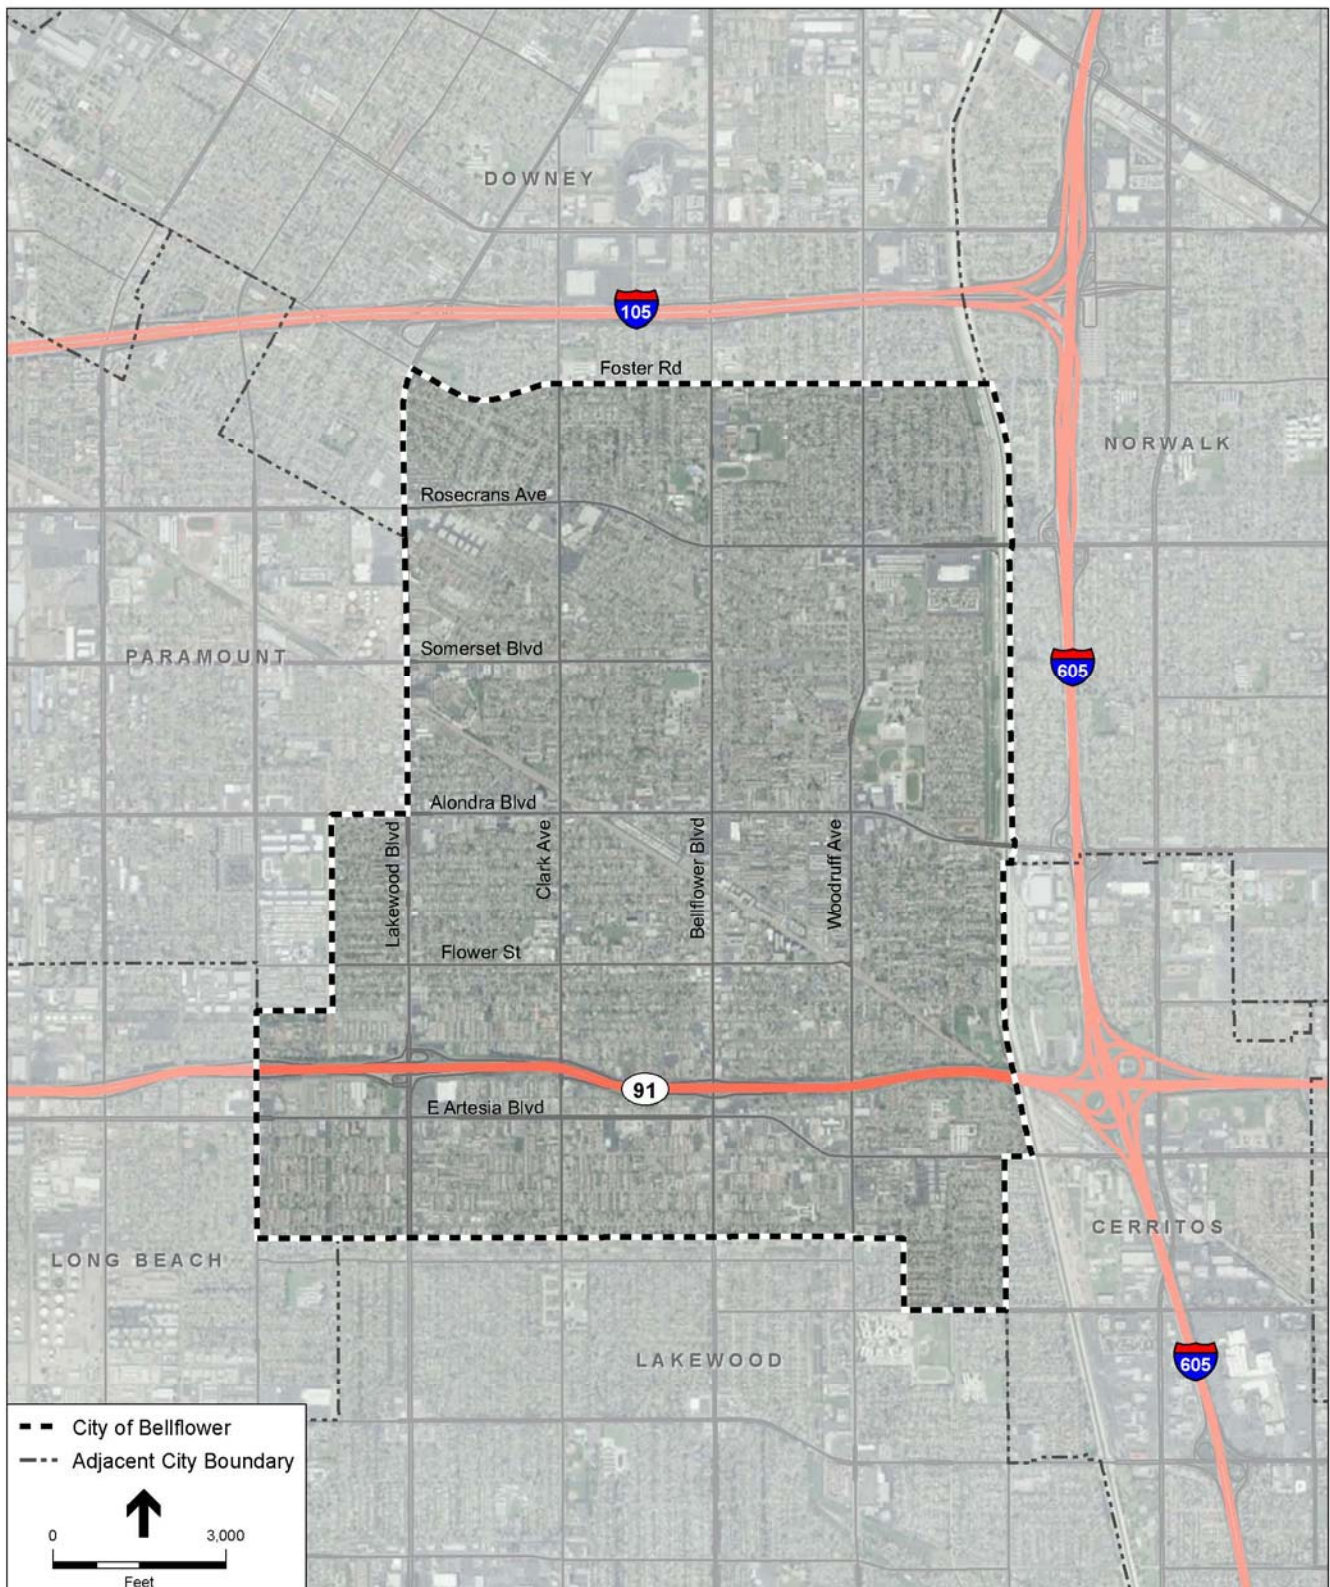 DOWNEY
105
Foster Rd
NORWALK
Rosecrans Ave
Somerset Blvd
PARAMOUNT
605
Alondra Blvd
Lakewood Blvd
Clark Ave
Bellflower Blvd
Woodruff Ave
Flower St
91
E Artesia Blvd
CERRITOS
LONG BEACH
LAKEWOOD
605
City of Bellflower
Adjacent City Boundary
0 3,000
Feet